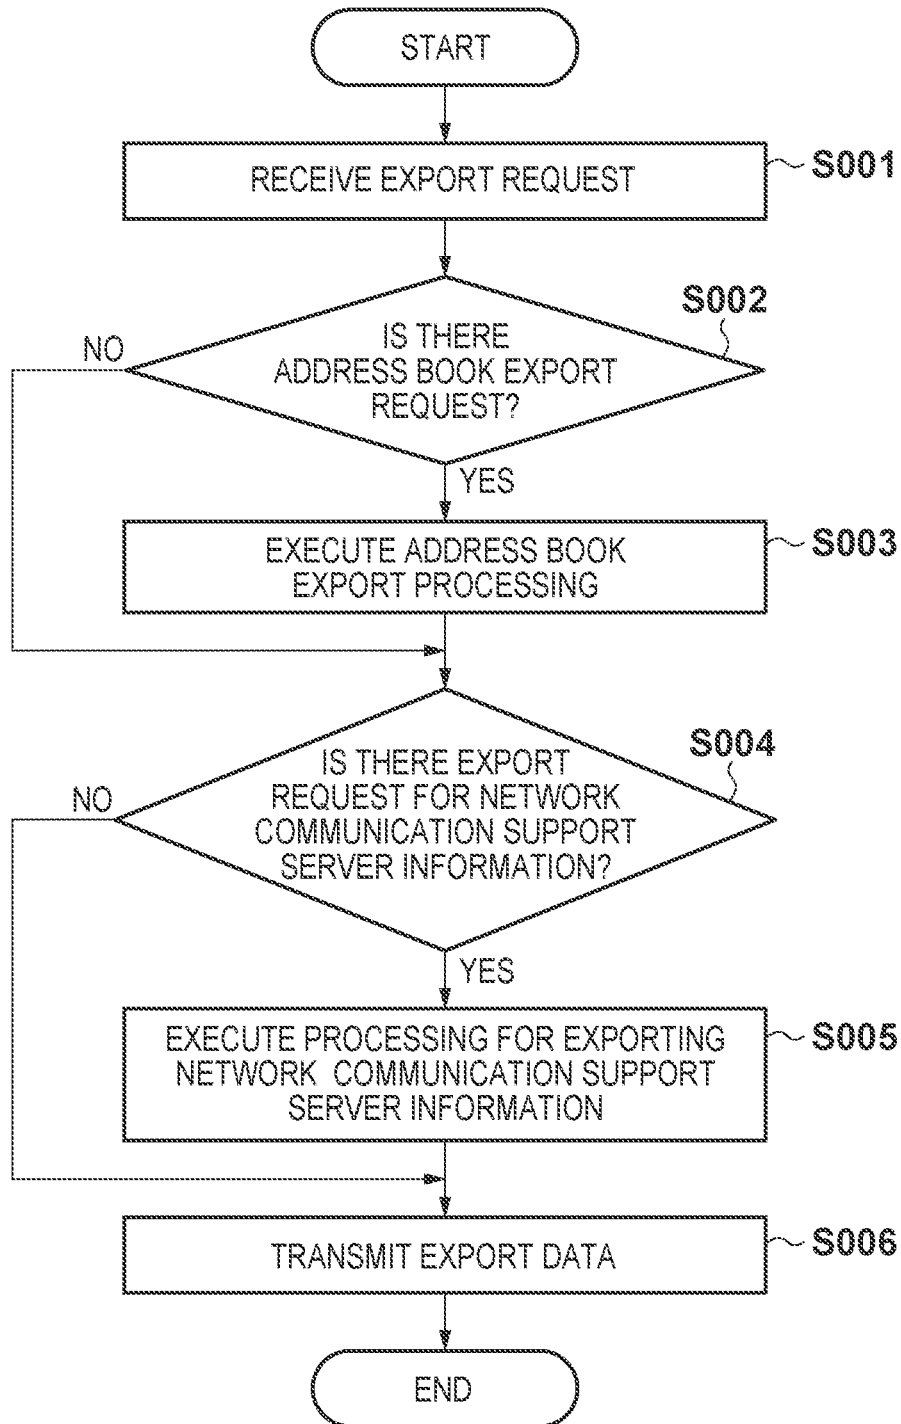 START
RECEIVE EXPORT REQUEST
S001
S002
IS THERE
ADDRESS BOOK EXPORT
REQUEST?
NO
YES
EXECUTE ADDRESS BOOK
EXPORT PROCESSING
S003
S004
IS THERE EXPORT
REQUEST FOR NETWORK
COMMUNICATION SUPPORT
SERVER INFORMATION?
NO
YES
EXECUTE PROCESSING FOR EXPORTING
NETWORK COMMUNICATION SUPPORT
SERVER INFORMATION
S005
TRANSMIT EXPORT DATA
S006
END